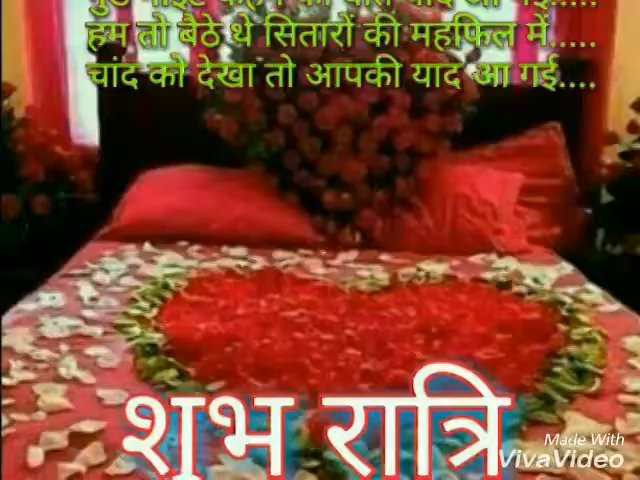 हम तो बैठे थे सितारों की महफिल में.....
चांद को देखा तो आपकी याद आ गई....
शुभ रात्रि
Made With
VivaVideo